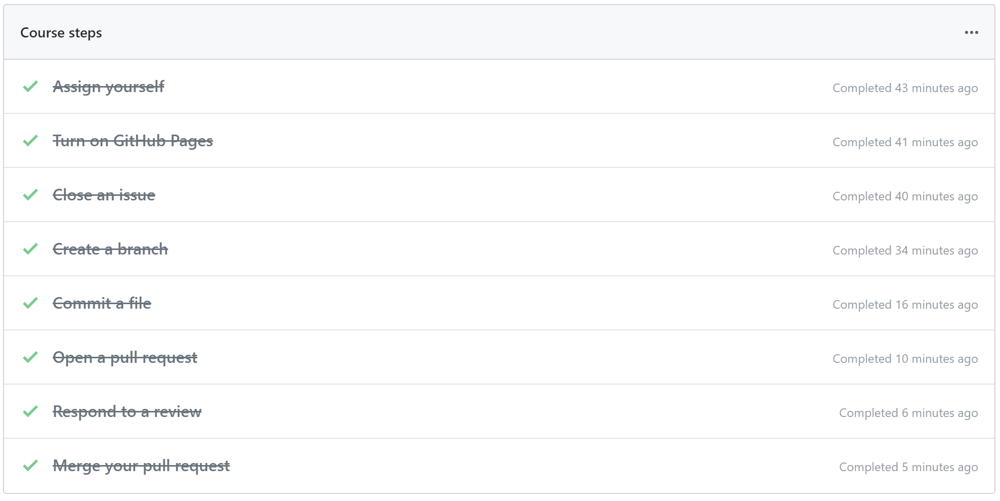 Course steps
Assign yourself Completed 43 minutes ago
Turn on GitHub Pages Completed 41 minutes ago
Close an issue Completed 40 minutes ago
Create a branch Completed 34 minutes ago
Commit a file Completed 16 minutes ago
Open a pull request Completed 10 minutes ago
Respond to a review Completed 6 minutes ago
Merge your pull request Completed 5 minutes ago